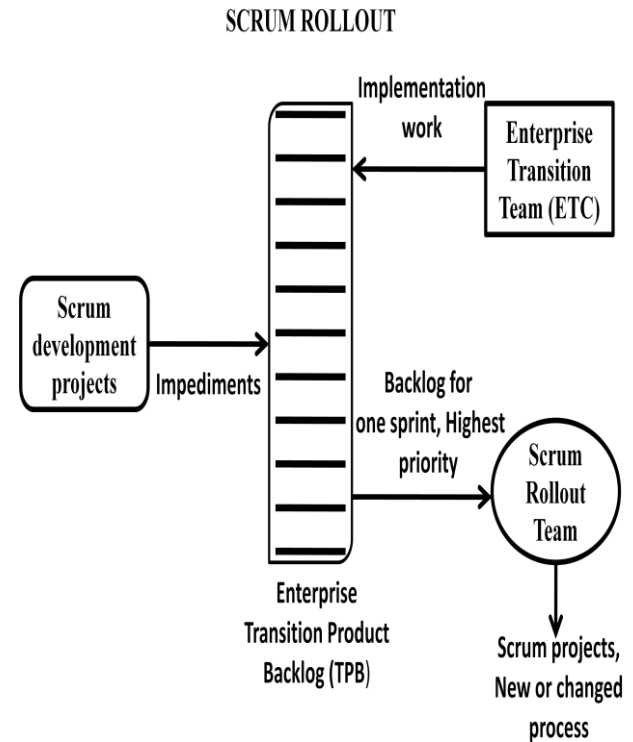 SCRUM ROLLOUT
Implementation
work
Enterprise
Transition
Team (ETC)
Scrum
development
projects
Impediments
Backlog for
one sprint, Highest
priority
Scrum
Rollout
Team
Enterprise
Transition Product
Backlog (TPB)
Scrum projects,
New or changed
process